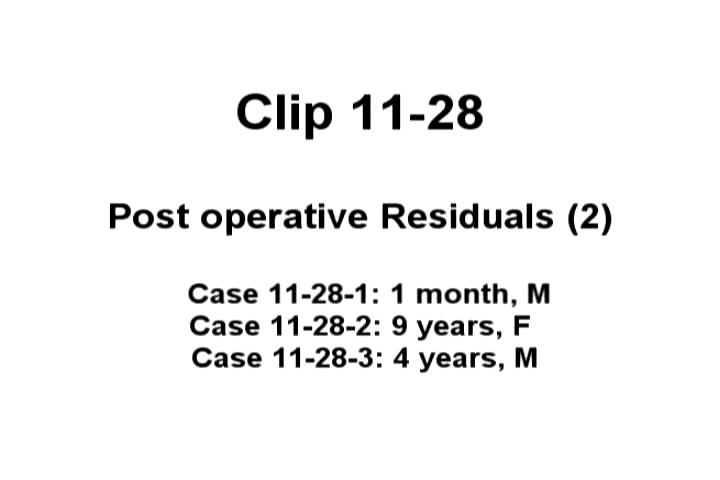 Clip 11-28
Post operative Residuals (2)
Case 11-28-1: 1 month, M
Case 11-28-2: 9 years, F
Case 11-28-3: 4 years, M